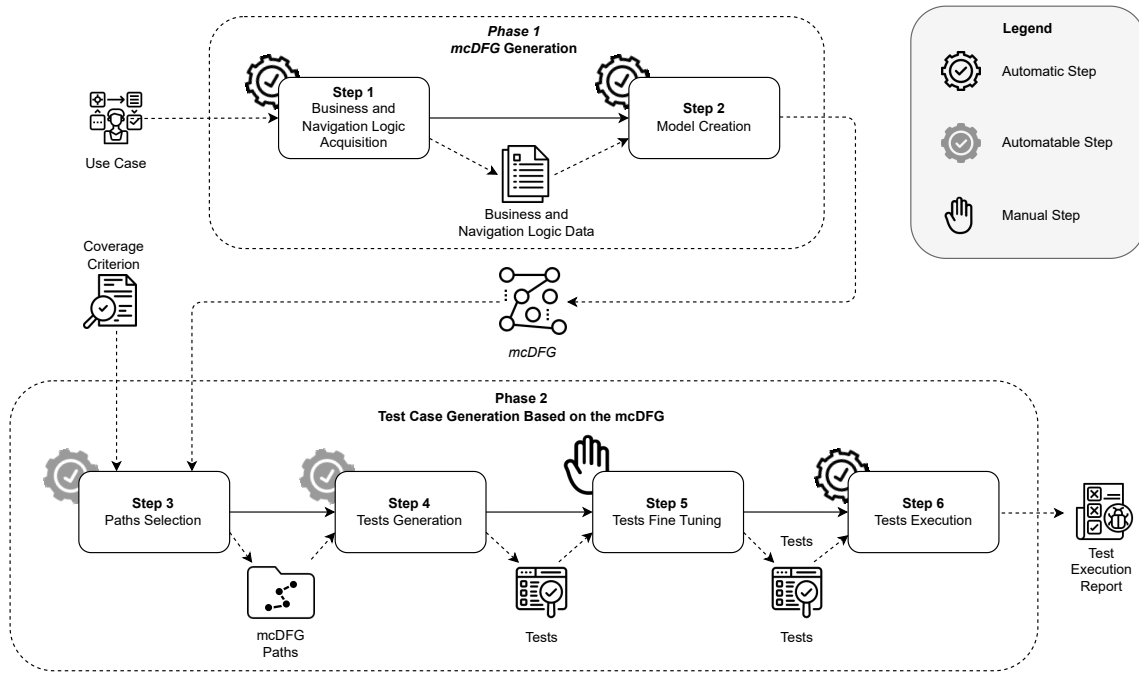 Phase 1
mcDFG Generation
Legend
Automatic Step
Automatable Step
Manual Step
Use Case
Step 1
Business and
Navigation Logic
Acquisition
Step 2
Model Creation
Business and
Navigation Logic Data
Coverage
Criterion
mcDFG
Phase 2
Test Case Generation Based on the mcDFG
Step 3
Paths Selection
Step 4
Tests Generation
Step 5
Tests Fine Tuning
Step 6
Tests Execution
mcDFG
Paths
Tests
Tests
Tests
Test
Execution
Report